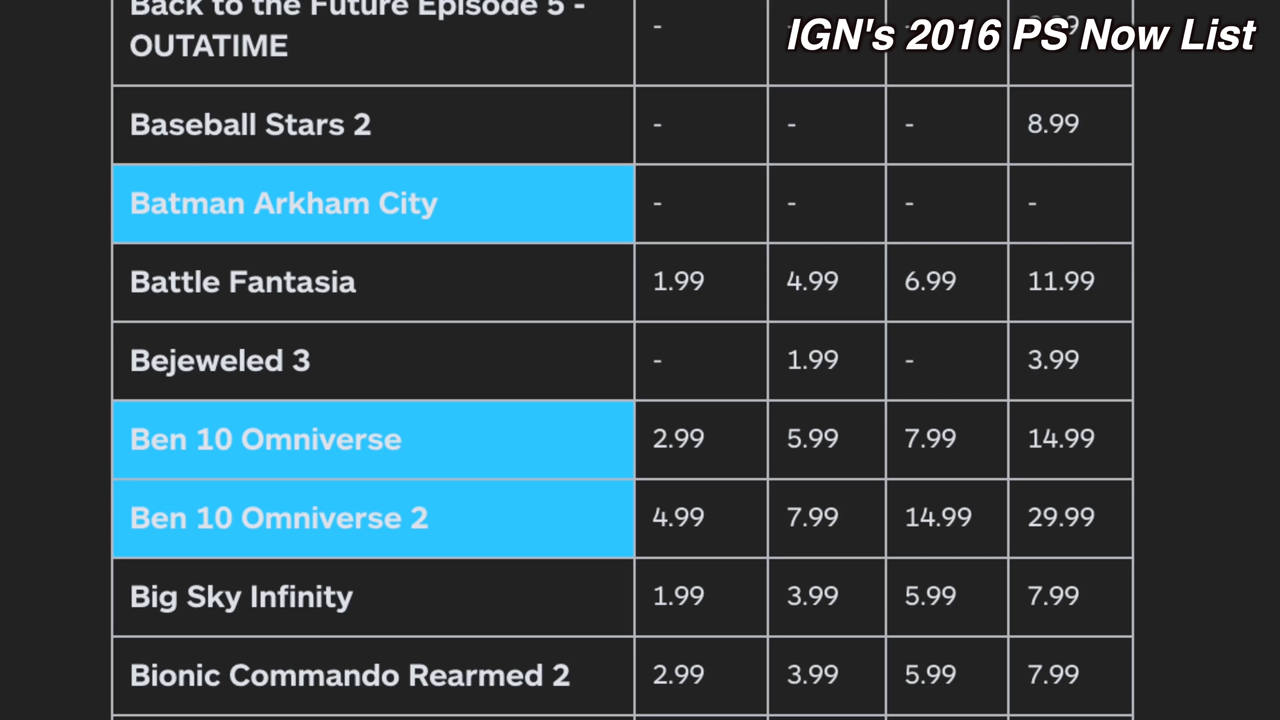 Back to the Future Episode 5 -
IGN's 2016 PS Now List
OUTATIME - - -
Baseball Stars 2 - - - 8.99
Batman Arkham City - - - -
Battle Fantasia 1.99 4.99 6.99 11.99
Bejeweled 3 - 1.99 - 3.99
Ben 10 Omniverse 2.99 5.99 7.99 14.99
Ben 10 Omniverse 2 4.99 7.99 14.99 29.99
Big Sky Infinity 1.99 3.99 5.99 7.99
Bionic Commando Rearmed 2 2.99 3.99 5.99 7.99